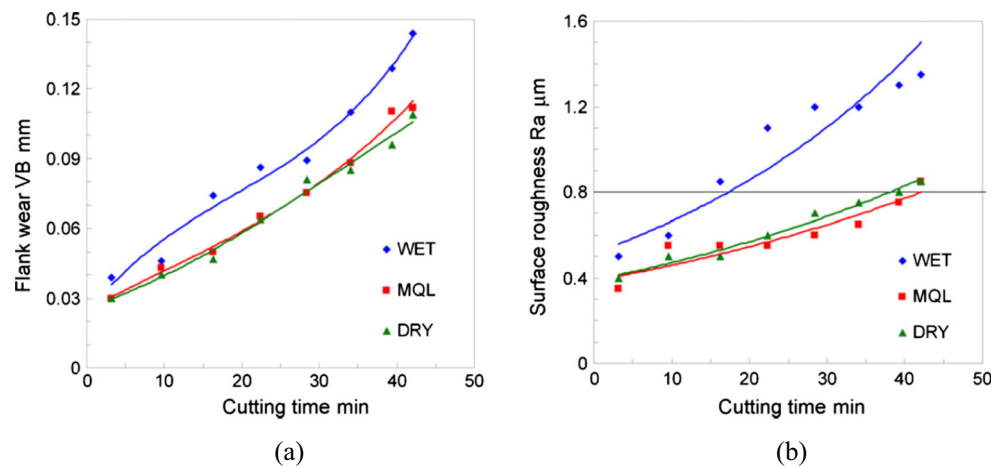 0.15
0.12
0.09
0.06
0.03
0
Flank wear VB mm
WET
MQL
DRY
0 10 20 30 40 50
Cutting time min
(a)
1.6
1.2
0.8
0.4
0
Surface roughness Ra μm
WET
MQL
DRY
0 10 20 30 40 50
Cutting time min
(b)